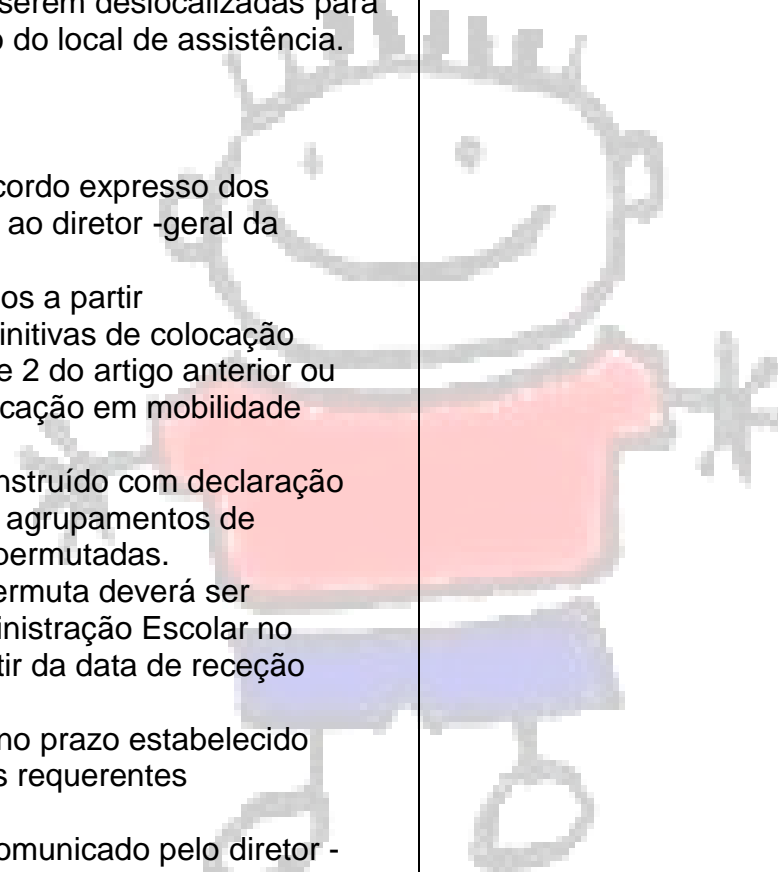 serem deslocalizadas para
o do local de assistência.
cordo expresso dos
ao diretor -geral da
os a partir
initivas de colocação
e 2 do artigo anterior ou
cação em mobilidade
nstruído com declaração
agrupamentos de
permutadas.
ermuta deverá ser
inistração Escolar no
tir da data de receção
no prazo estabelecido
s requerentes
omunicado pelo diretor -